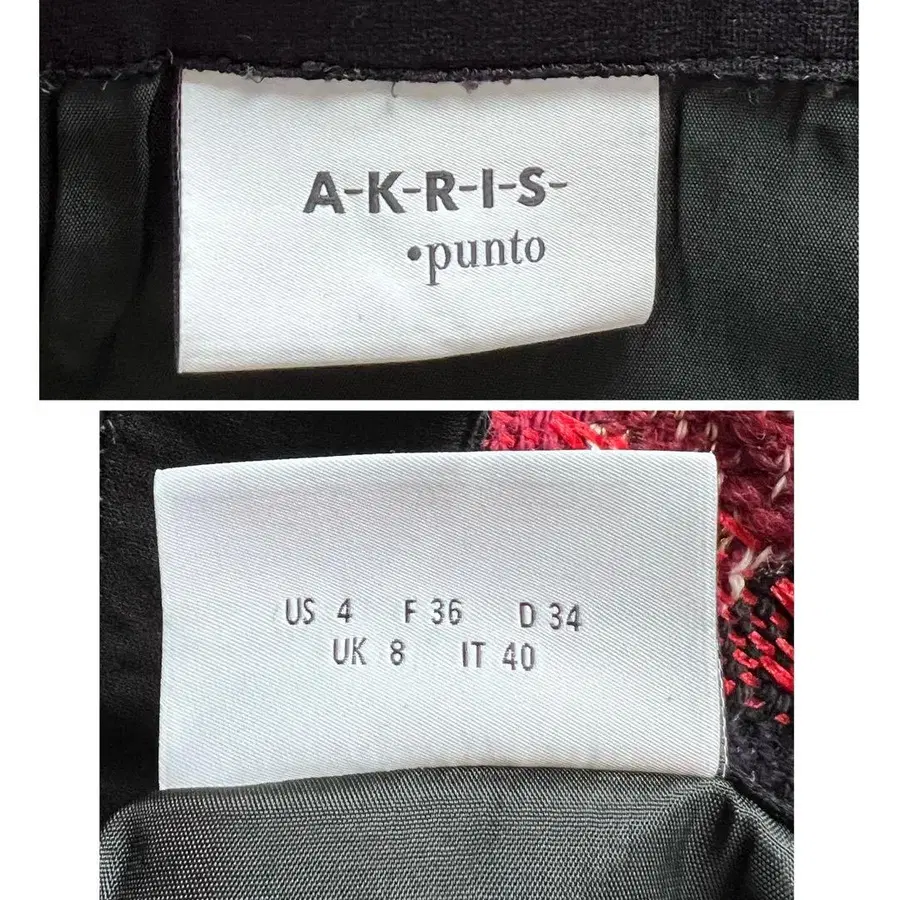 A-K-R-I-S-
•punto
US 4 F 36 D 34
UK 8 IT 40